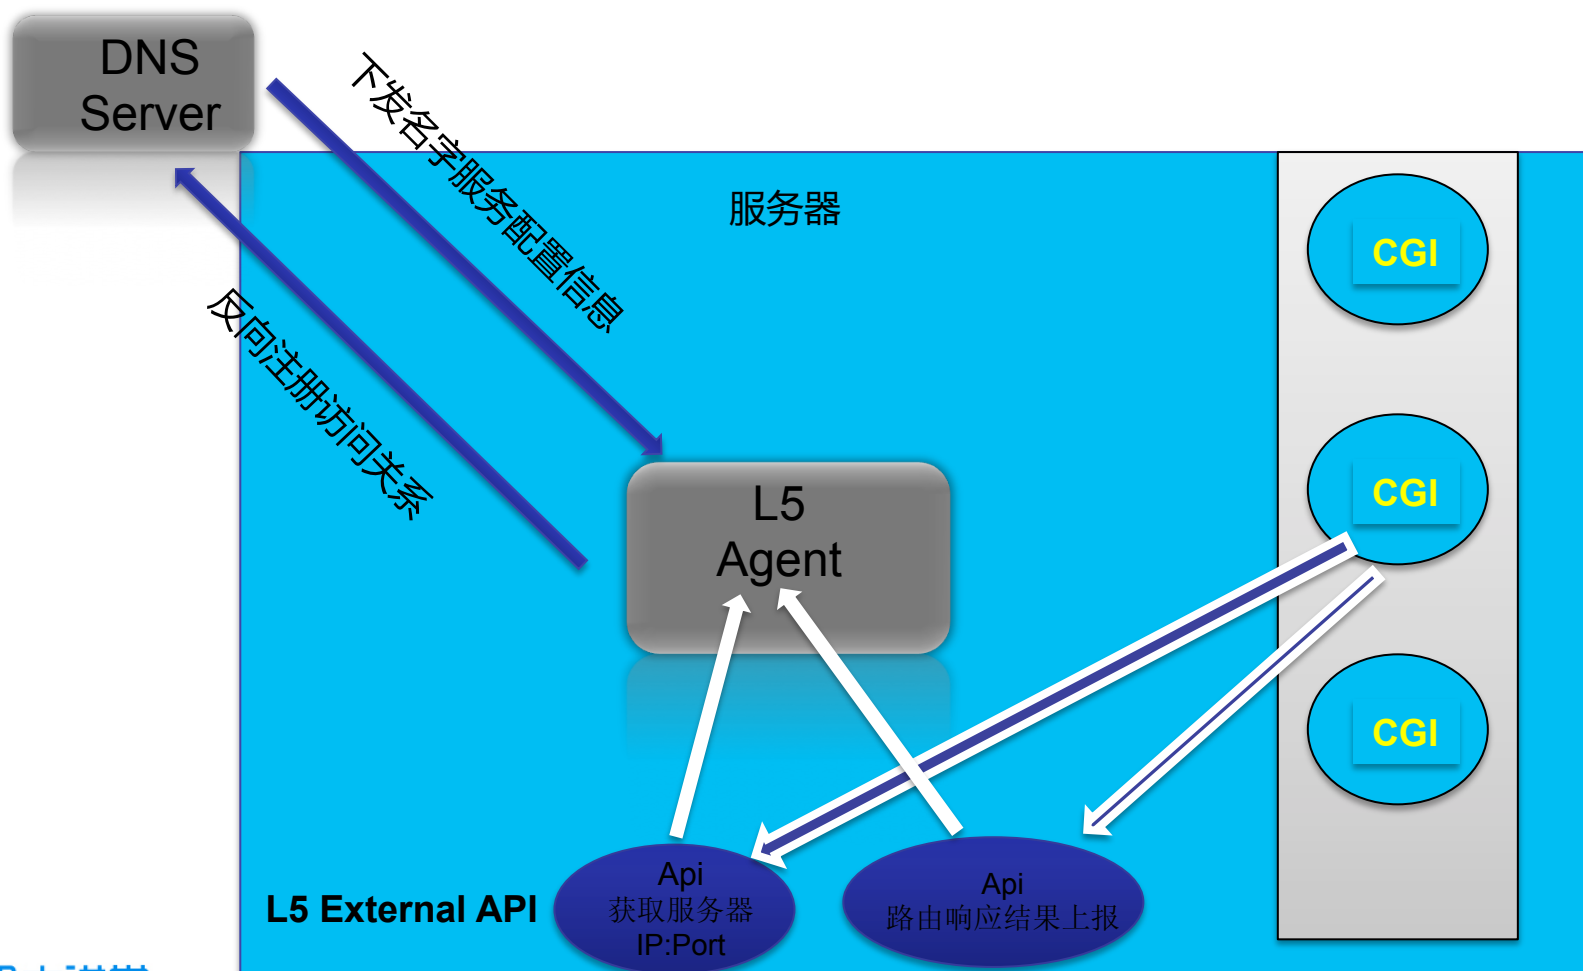 DNS
Server
下发名字服务配置信息
服务器
反向注册访问关系
CGI
CGI
CGI
L5
Agent
L5 External API
Api
获取服务器
IP:Port
Api
路由响应结果上报